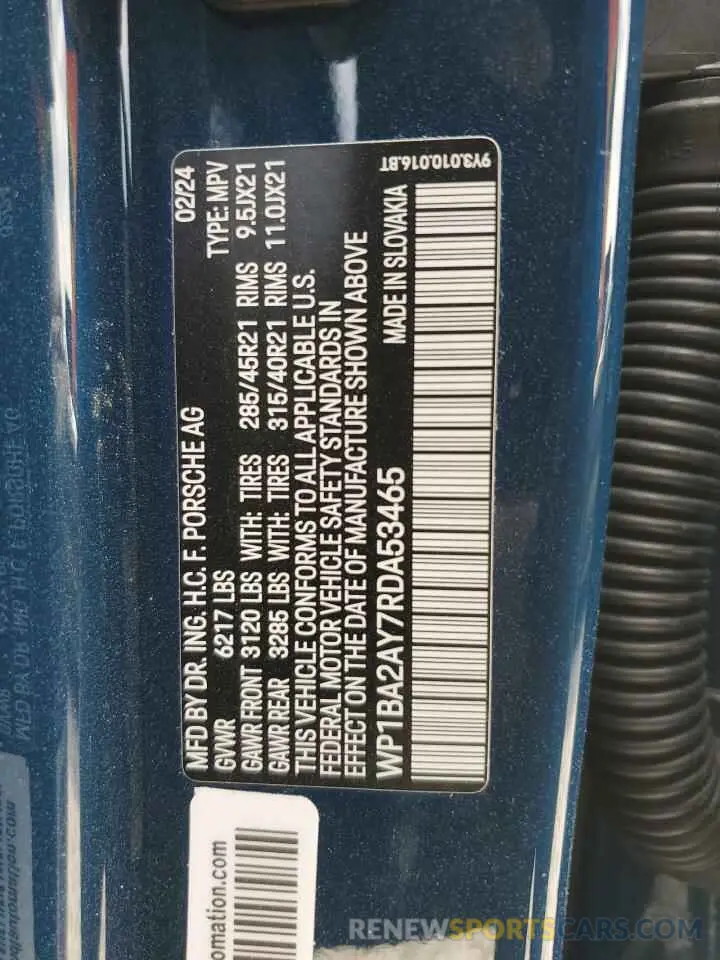 MFD BY DR. ING. H.C. F. PORSCHE AG 02/24
GVWR 6217 LBS TYPE: MPV
GAWR FRONT 3120 LBS WITH: TIRES 285/45R21 RIMS 9.5JX21
GAWR REAR 3285 LBS WITH: TIRES 315/40R21 RIMS 11.0JX21
THIS VEHICLE CONFORMS TO ALL APPLICABLE U.S.
FEDERAL MOTOR VEHICLE SAFETY STANDARDS IN
EFFECT ON THE DATE OF MANUFACTURE SHOWN ABOVE
WP1BA2AY7RDA53465 MADE IN SLOVAKIA
9Y3.010.016.BT
omation.com
RENEWSPORTSCARS.COM